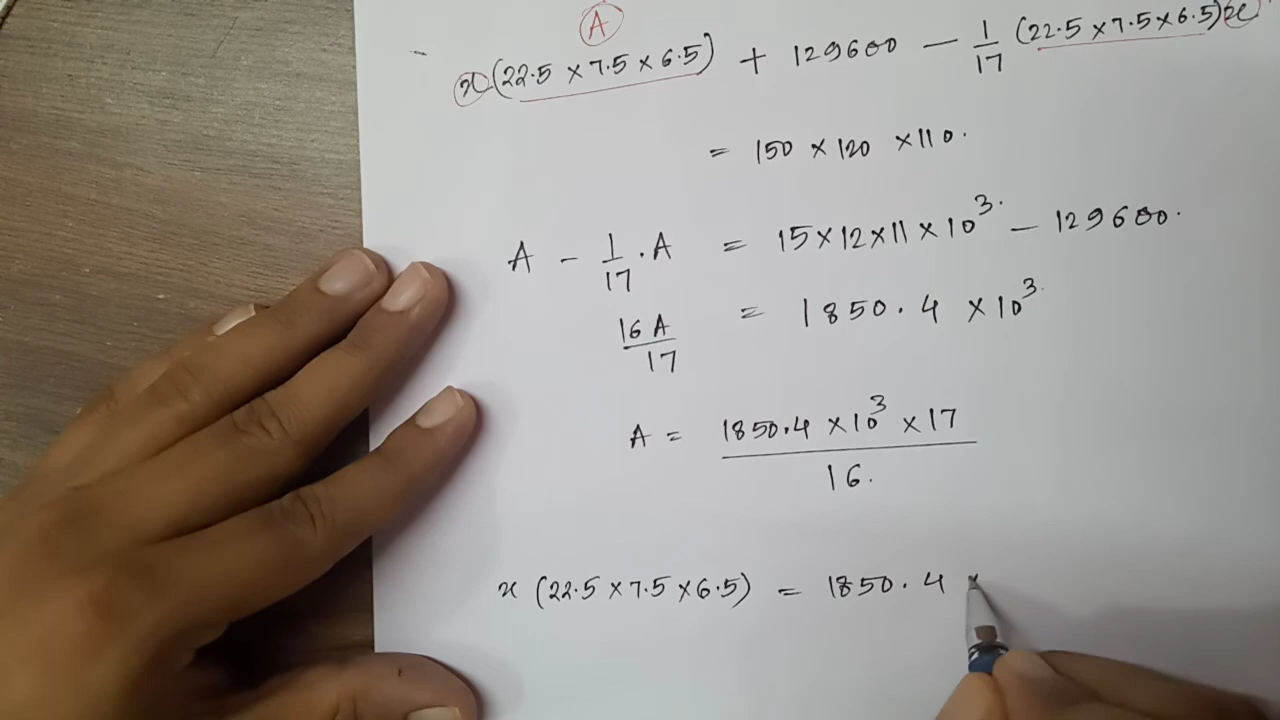 A
x(22.5 × 7.5 × 6.5) + 129600 − 1/17 (22.5 × 7.5 × 6.5)x
= 150 × 120 × 110.
A − 1/17 . A = 15×12×11×10³ − 129600.
16A/17 = 1850.4 × 10³
A = 1850.4 × 10³ × 17 / 16.
x (22.5 × 7.5 × 6.5) = 1850.4 ×